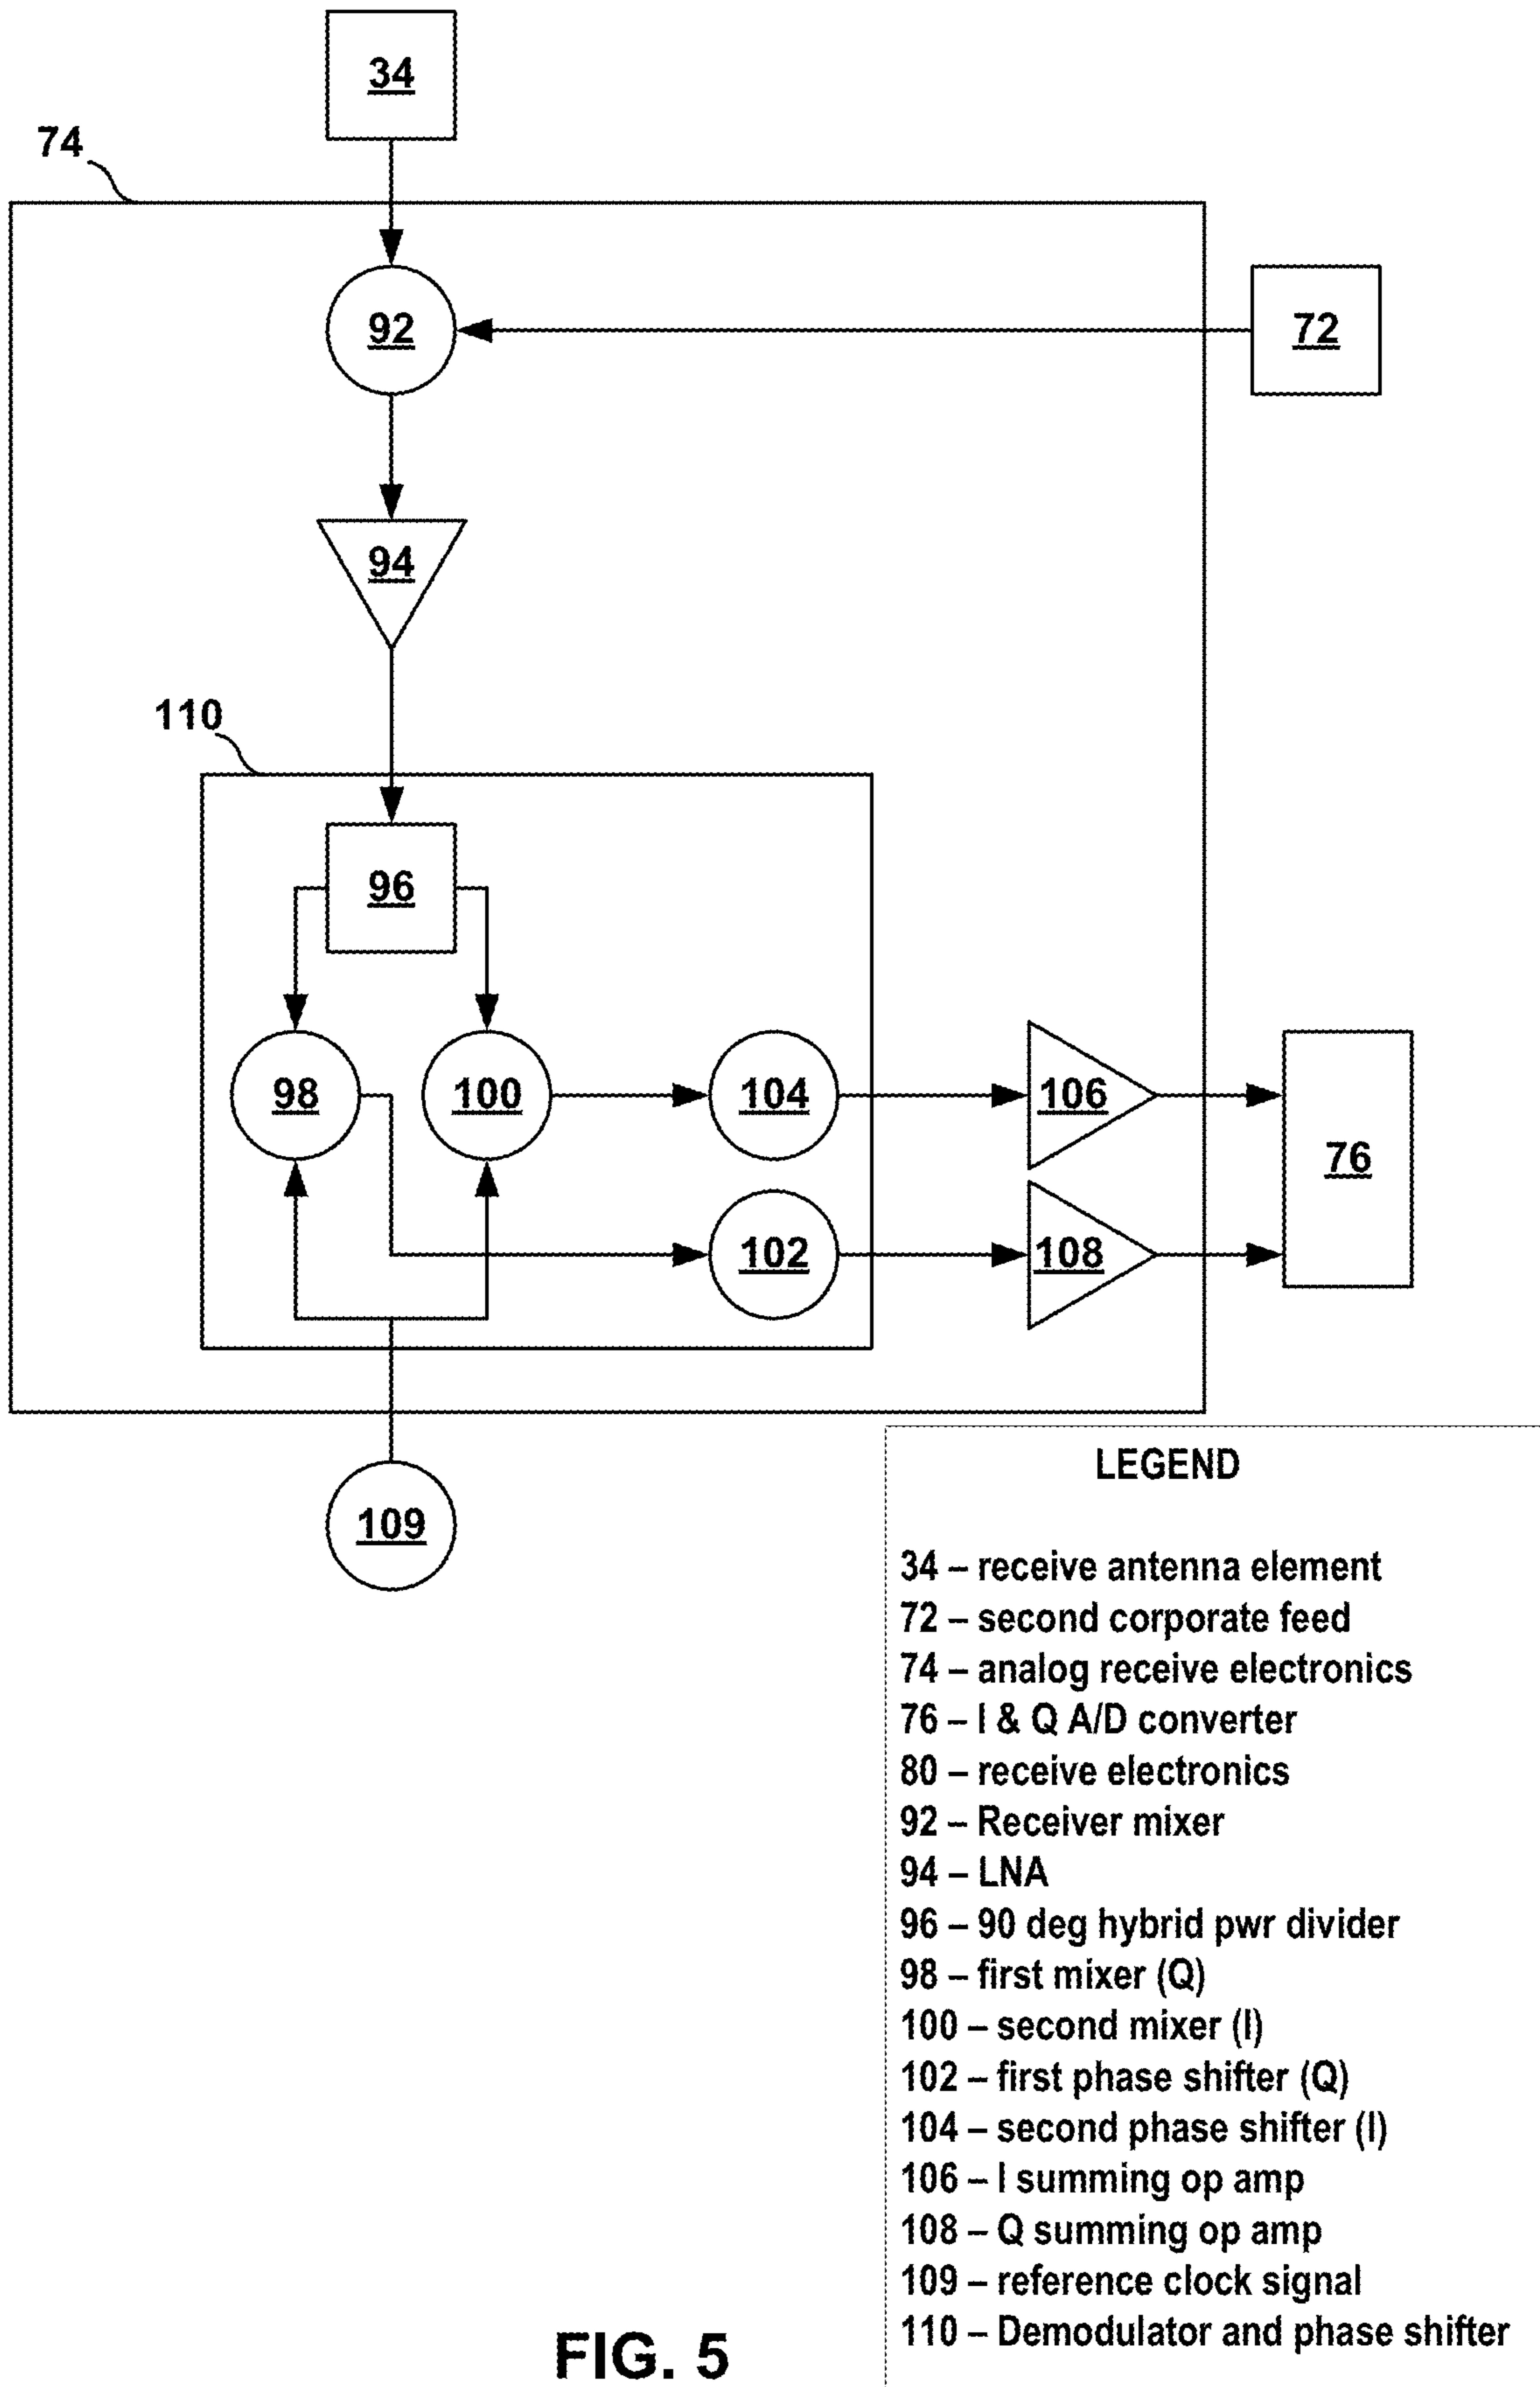 34
74
92
72
94
110
96
98
100
104
106
76
102
108
109
LEGEND
34 – receive antenna element
72 – second corporate feed
74 – analog receive electronics
76 – I & Q A/D converter
80 – receive electronics
92 – Receiver mixer
94 – LNA
96 – 90 deg hybrid pwr divider
98 – first mixer (Q)
100 – second mixer (I)
102 – first phase shifter (Q)
104 – second phase shifter (I)
106 – I summing op amp
108 – Q summing op amp
109 – reference clock signal
110 – Demodulator and phase shifter
FIG. 5